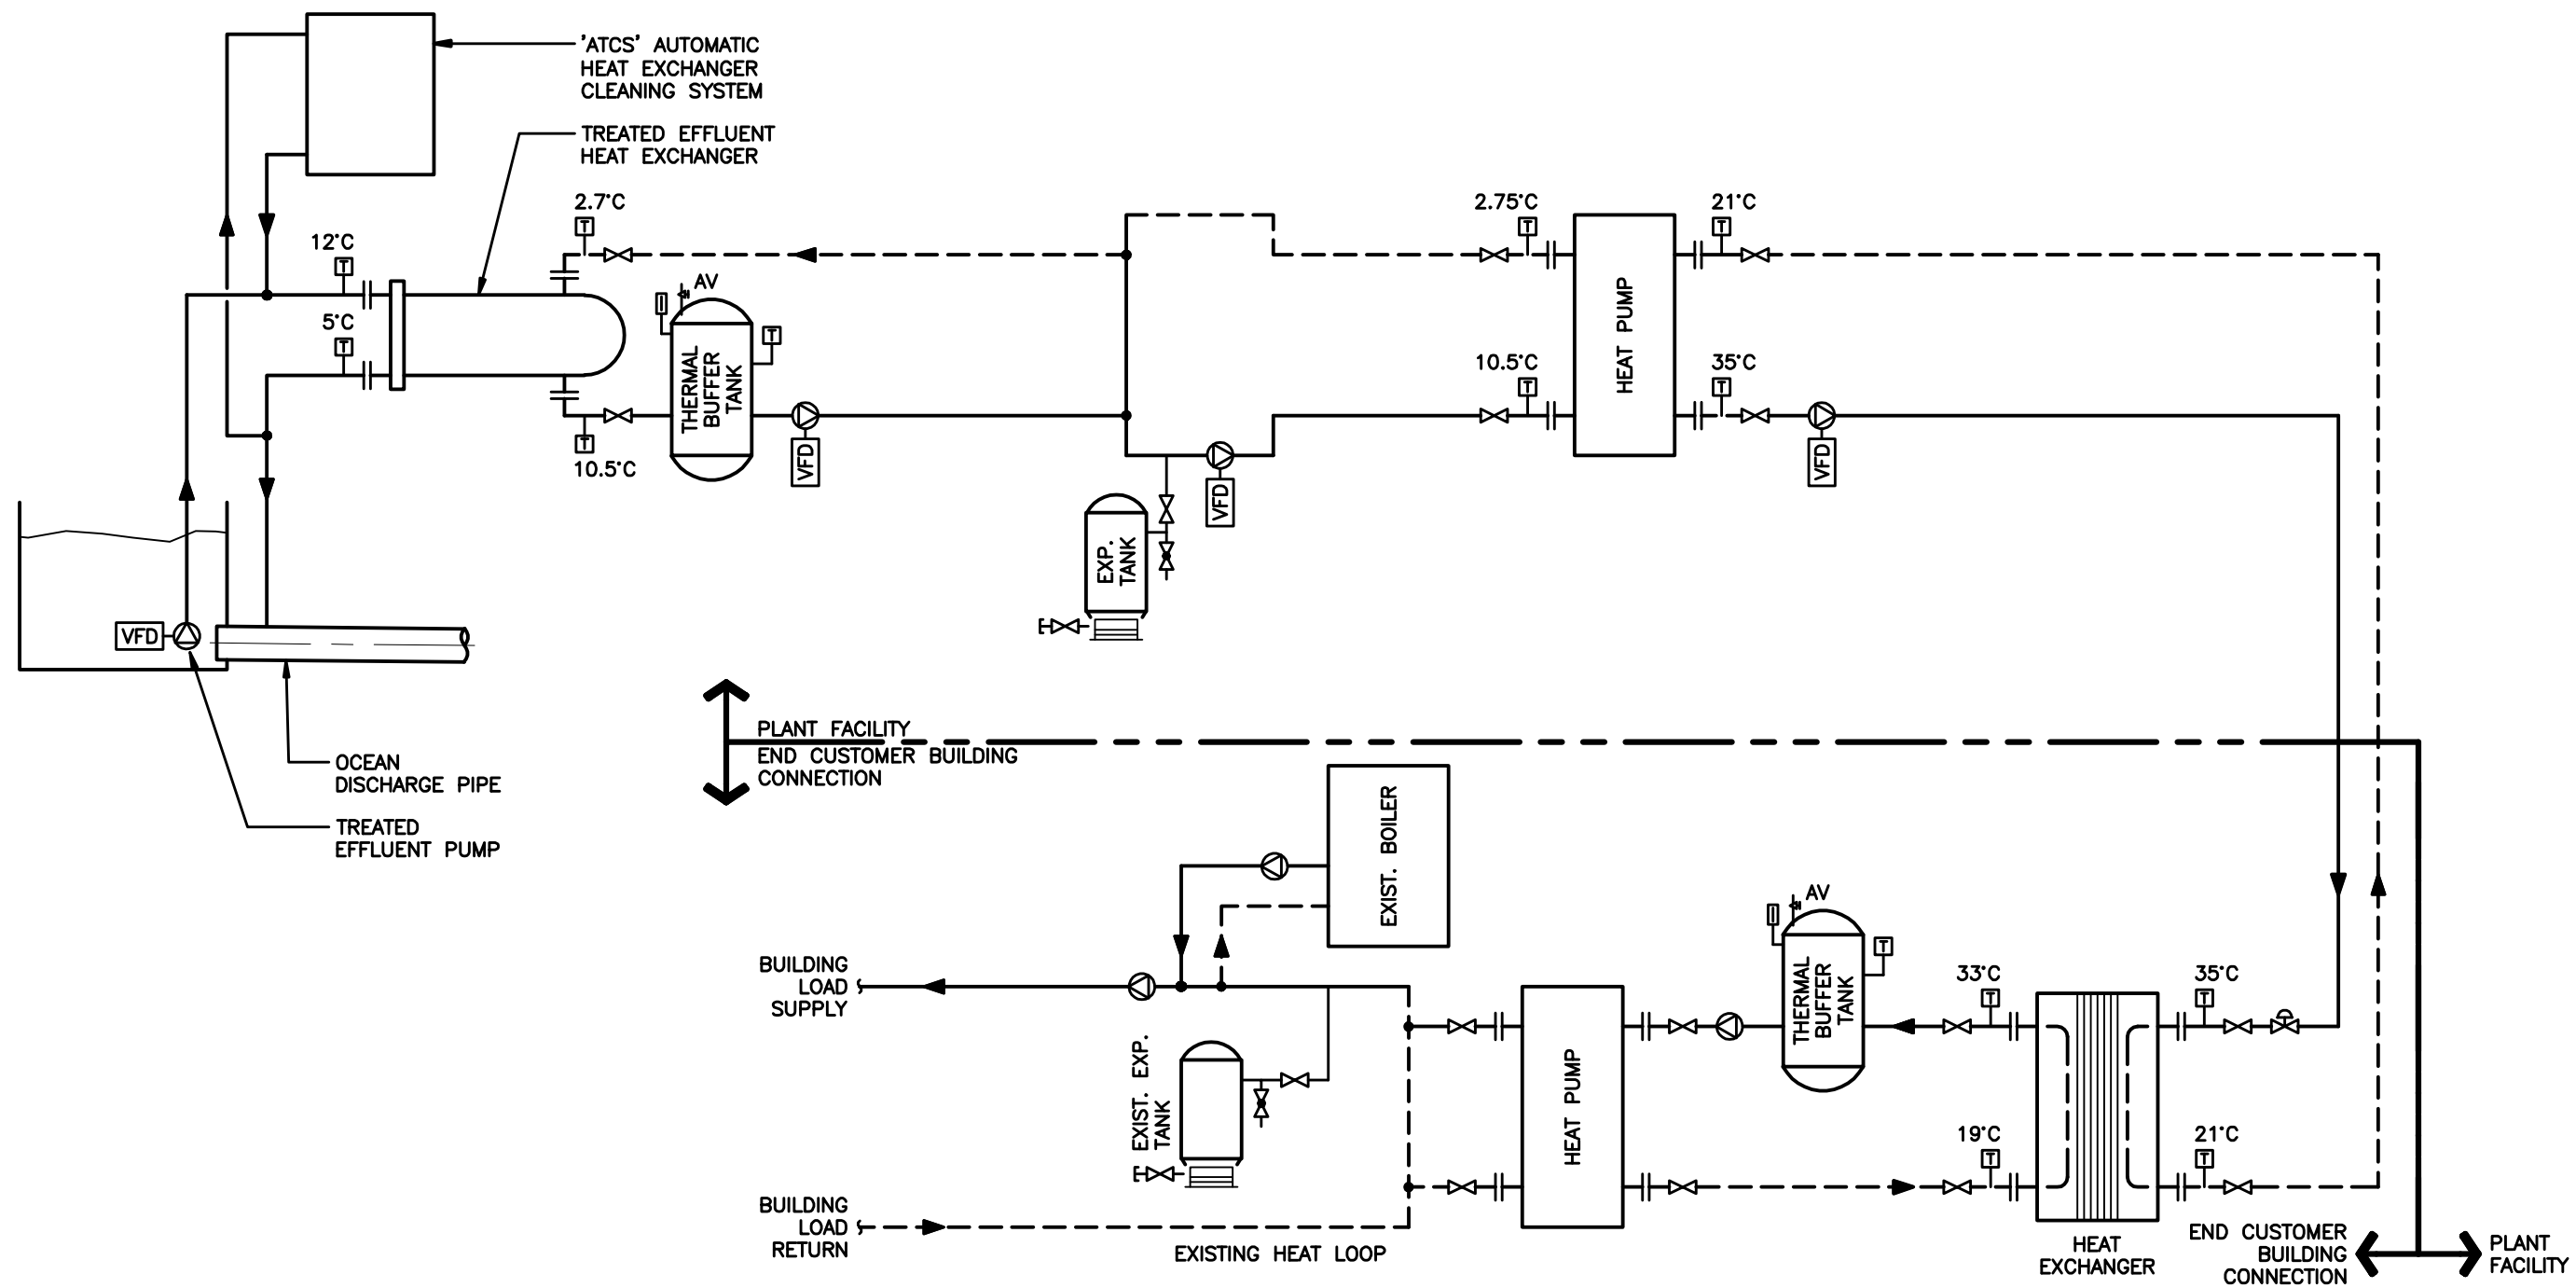 'ATCS' AUTOMATIC
HEAT EXCHANGER
CLEANING SYSTEM
TREATED EFFLUENT
HEAT EXCHANGER
2.7°C
T
12°C
T
5°C
T
AV
T
THERMAL
BUFFER
TANK
T
10.5°C
VFD
2.75°C
T
21°C
T
HEAT PUMP
10.5°C
T
35°C
T
VFD
VFD
EXP.
TANK
VFD
OCEAN
DISCHARGE PIPE
TREATED
EFFLUENT PUMP
PLANT FACILITY
END CUSTOMER BUILDING
CONNECTION
EXIST. BOILER
BUILDING
LOAD
SUPPLY
EXIST. EXP.
TANK
BUILDING
LOAD
RETURN
EXISTING HEAT LOOP
HEAT PUMP
AV
T
THERMAL
BUFFER
TANK
33°C
T
35°C
T
19°C
T
21°C
T
HEAT
EXCHANGER
END CUSTOMER
BUILDING
CONNECTION
PLANT
FACILITY